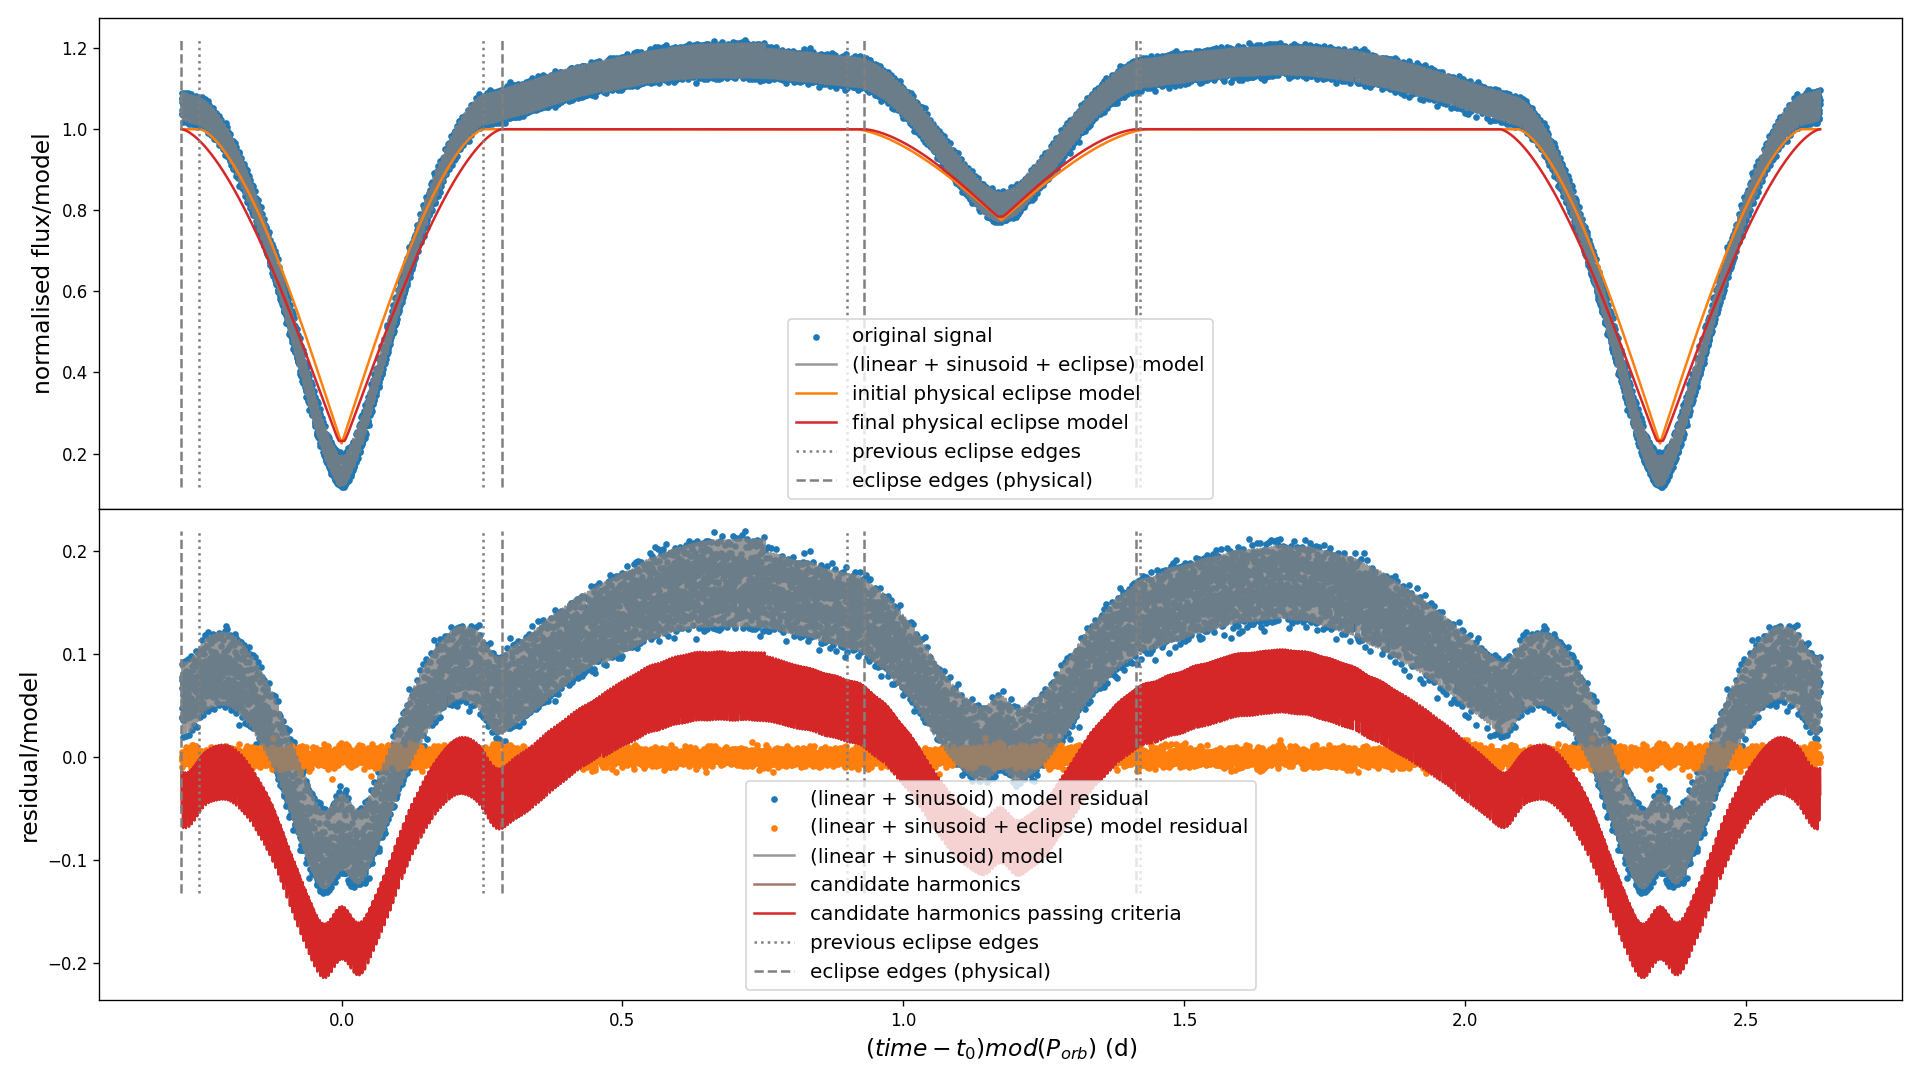 normalised flux/model
1.2
1.0
0.8
0.6
0.4
0.2
original signal
(linear + sinusoid + eclipse) model
initial physical eclipse model
final physical eclipse model
previous eclipse edges
eclipse edges (physical)
residual/model
0.2
0.1
0.0
−0.1
−0.2
(linear + sinusoid) model residual
(linear + sinusoid + eclipse) model residual
(linear + sinusoid) model
candidate harmonics
candidate harmonics passing criteria
previous eclipse edges
eclipse edges (physical)
0.0 0.5 1.0 1.5 2.0 2.5
(time − t₀)mod(P_orb) (d)